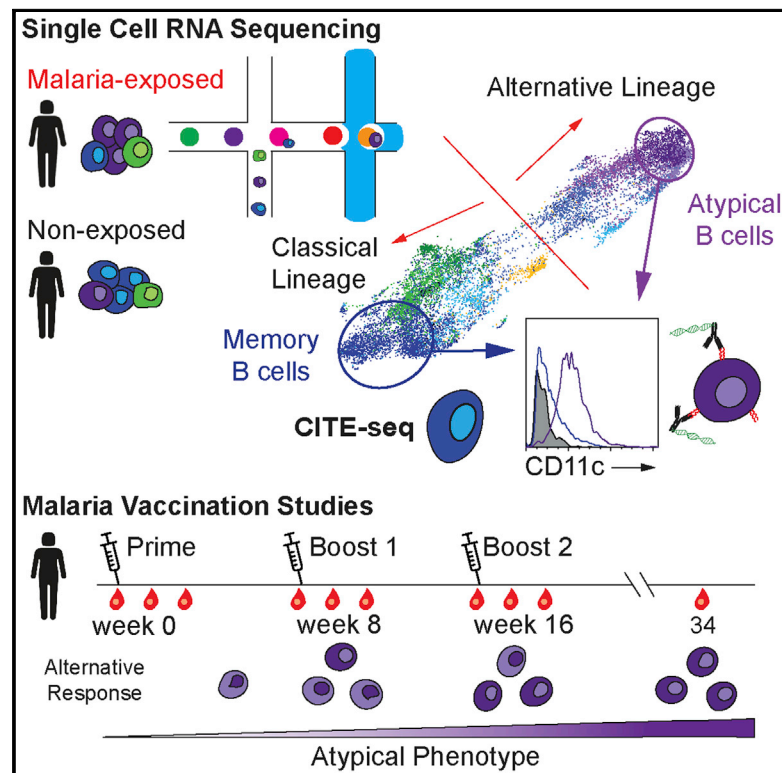 Single Cell RNA Sequencing
Malaria-exposed
Non-exposed
Alternative Lineage
Classical
Lineage
Atypical
B cells
Memory
B cells
CITE-seq
CD11c
Malaria Vaccination Studies
Prime
Boost 1
Boost 2
week 0
week 8
week 16
34
Alternative
Response
Atypical Phenotype